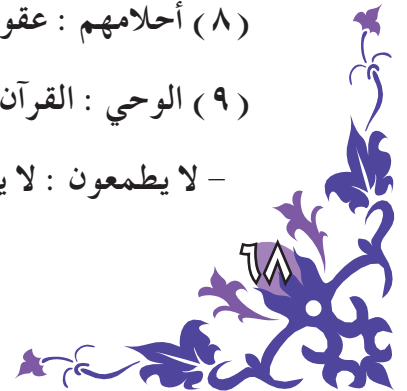 (٨) أحلامهم : عقو
(٩) الوحي : القرآن
– لا يطمعون : لا ي
٦٨